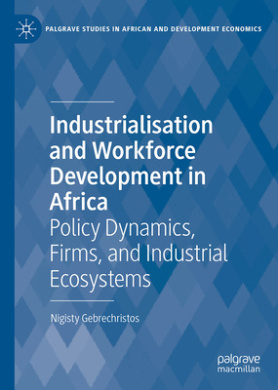 PALGRAVE STUDIES IN AFRICAN AND DEVELOPMENT ECONOMICS
Industrialisation
and Workforce
Development in
Africa
Policy Dynamics,
Firms, and Industrial
Ecosystems
Nigisty Gebrechristos
palgrave
macmillan